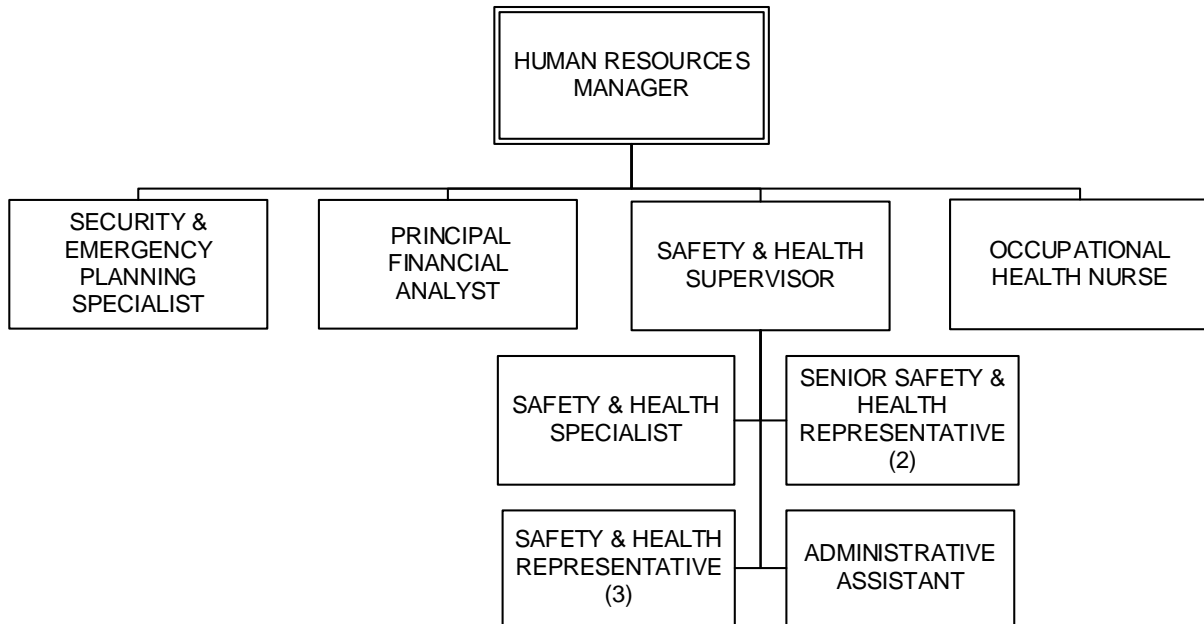 HUMAN RESOURCES
MANAGER
SECURITY &
EMERGENCY
PLANNING
SPECIALIST
PRINCIPAL
FINANCIAL
ANALYST
SAFETY & HEALTH
SUPERVISOR
OCCUPATIONAL
HEALTH NURSE
SAFETY & HEALTH
SPECIALIST
SENIOR SAFETY &
HEALTH
REPRESENTATIVE
(2)
SAFETY & HEALTH
REPRESENTATIVE
(3)
ADMINISTRATIVE
ASSISTANT